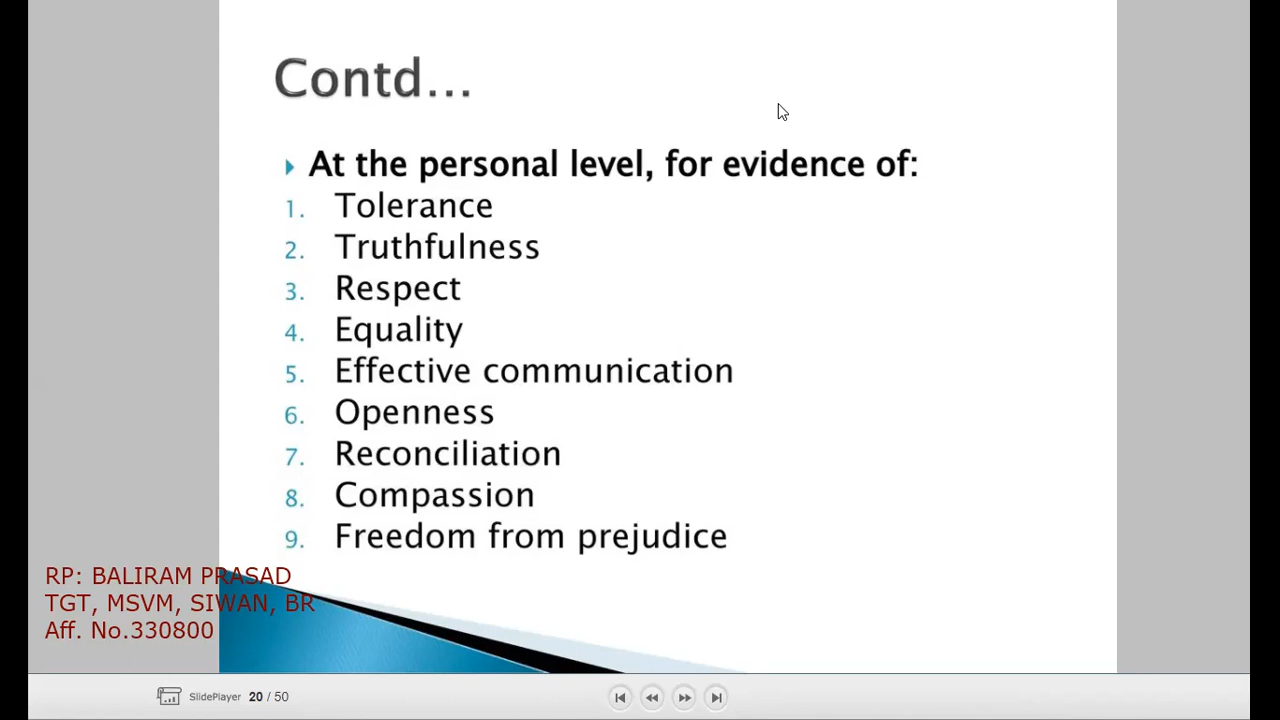 Contd...
At the personal level, for evidence of:
1. Tolerance
2. Truthfulness
3. Respect
4. Equality
5. Effective communication
6. Openness
7. Reconciliation
8. Compassion
9. Freedom from prejudice
RP: BALIRAM PRASAD
TGT, MSVM, SIWAN, BR
Aff. No.330800
SlidePlayer 20 / 50